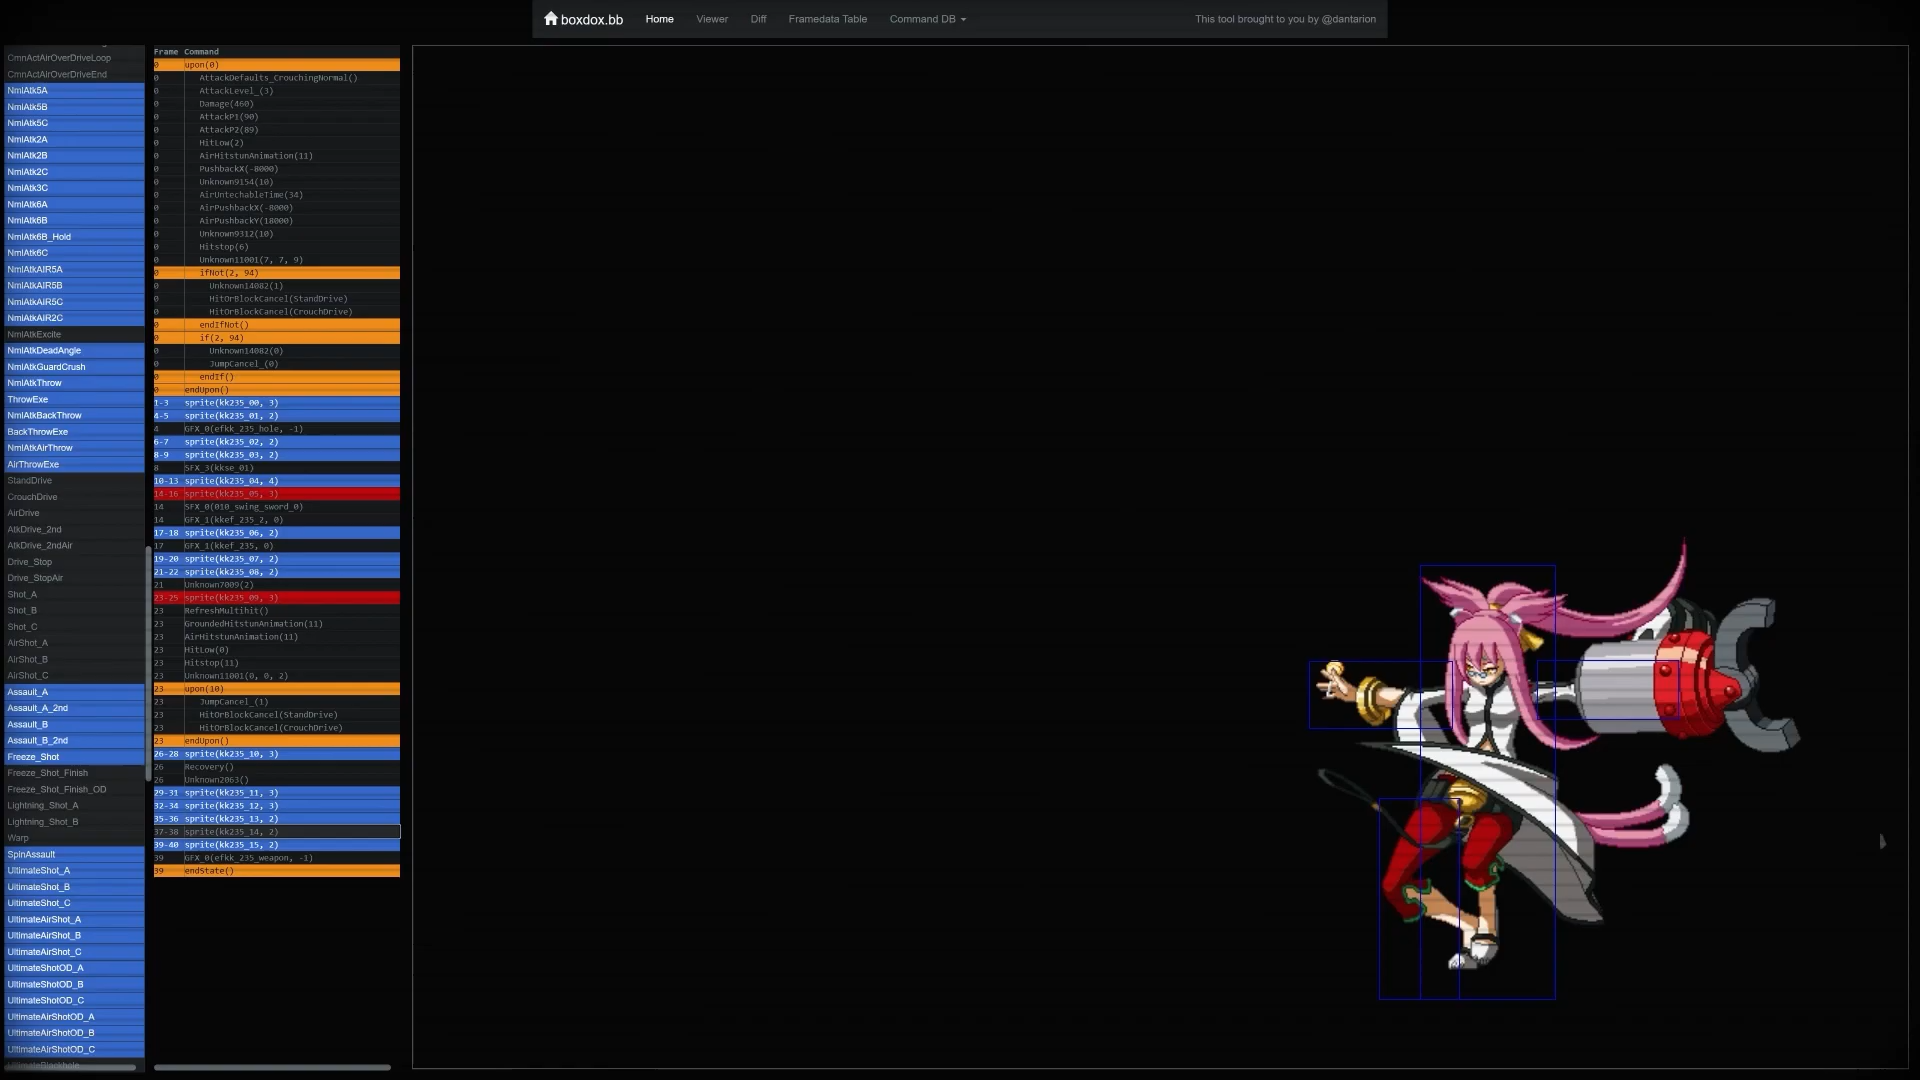 boxdox.bb Home Viewer Diff Framedata Table Command DB This tool brought to you by @dantarion
CmnActAirOverDriveLoop
CmnActAirOverDriveEnd
NmlAtk5A
NmlAtk5B
NmlAtk5C
NmlAtk2A
NmlAtk2B
NmlAtk2C
NmlAtk3C
NmlAtk6A
NmlAtk6B
NmlAtk6B_Hold
NmlAtk6C
NmlAtkAIR5A
NmlAtkAIR5B
NmlAtkAIR5C
NmlAtkAIR2C
NmlAtkExcite
NmlAtkDeadAngle
NmlAtkGuardCrush
NmlAtkThrow
ThrowExe
NmlAtkBackThrow
BackThrowExe
NmlAtkAirThrow
AirThrowExe
StandDrive
CrouchDrive
AirDrive
AtkDrive_2nd
AtkDrive_2ndAir
Drive_Stop
Drive_StopAir
Shot_A
Shot_B
Shot_C
AirShot_A
AirShot_B
AirShot_C
Assault_A
Assault_A_2nd
Assault_B
Assault_B_2nd
Freeze_Shot
Freeze_Shot_Finish
Freeze_Shot_Finish_OD
Lightning_Shot_A
Lightning_Shot_B
Warp
SpinAssault
UltimateShot_A
UltimateShot_B
UltimateShot_C
UltimateAirShot_A
UltimateAirShot_B
UltimateAirShot_C
UltimateShotOD_A
UltimateShotOD_B
UltimateShotOD_C
UltimateAirShotOD_A
UltimateAirShotOD_B
UltimateAirShotOD_C
Frame Command
0 upon(0)
0 AttackDefaults_CrouchingNormal()
0 AttackLevel_(3)
0 Damage(460)
0 AttackP1(90)
0 AttackP2(89)
0 HitLow(2)
0 AirHitstunAnimation(11)
0 PushbackX(-8000)
0 Unknown9154(10)
0 AirUntechableTime(34)
0 AirPushbackX(-8000)
0 AirPushbackY(18000)
0 Unknown9312(10)
0 Hitstop(6)
0 Unknown11001(7, 7, 9)
0 ifNot(2, 94)
0 Unknown14082(1)
0 HitOrBlockCancel(StandDrive)
0 HitOrBlockCancel(CrouchDrive)
0 endIfNot()
0 if(2, 94)
0 Unknown14082(0)
0 JumpCancel_(0)
0 endIf()
0 endUpon()
1-3 sprite(kk235_00, 3)
4-5 sprite(kk235_01, 2)
4 GFX_0(efkk_235_hole, -1)
6-7 sprite(kk235_02, 2)
8-9 sprite(kk235_03, 2)
8 SFX_3(kkse_01)
10-13 sprite(kk235_04, 4)
14-16 sprite(kk235_05, 3)
14 SFX_0(010_swing_sword_0)
14 GFX_1(kkef_235_2, 0)
17-18 sprite(kk235_06, 2)
17 GFX_1(kkef_235, 0)
19-20 sprite(kk235_07, 2)
21-22 sprite(kk235_08, 2)
21 Unknown7009(2)
23-25 sprite(kk235_09, 3)
23 RefreshMultihit()
23 GroundedHitstunAnimation(11)
23 AirHitstunAnimation(11)
23 HitLow(0)
23 Hitstop(11)
23 Unknown11001(0, 0, 2)
23 upon(10)
23 JumpCancel_(1)
23 HitOrBlockCancel(StandDrive)
23 HitOrBlockCancel(CrouchDrive)
23 endUpon()
26-28 sprite(kk235_10, 3)
26 Recovery()
26 Unknown2063()
29-31 sprite(kk235_11, 3)
32-34 sprite(kk235_12, 3)
35-36 sprite(kk235_13, 2)
37-38 sprite(kk235_14, 2)
39-40 sprite(kk235_15, 2)
39 GFX_0(efkk_235_weapon, -1)
39 endState()